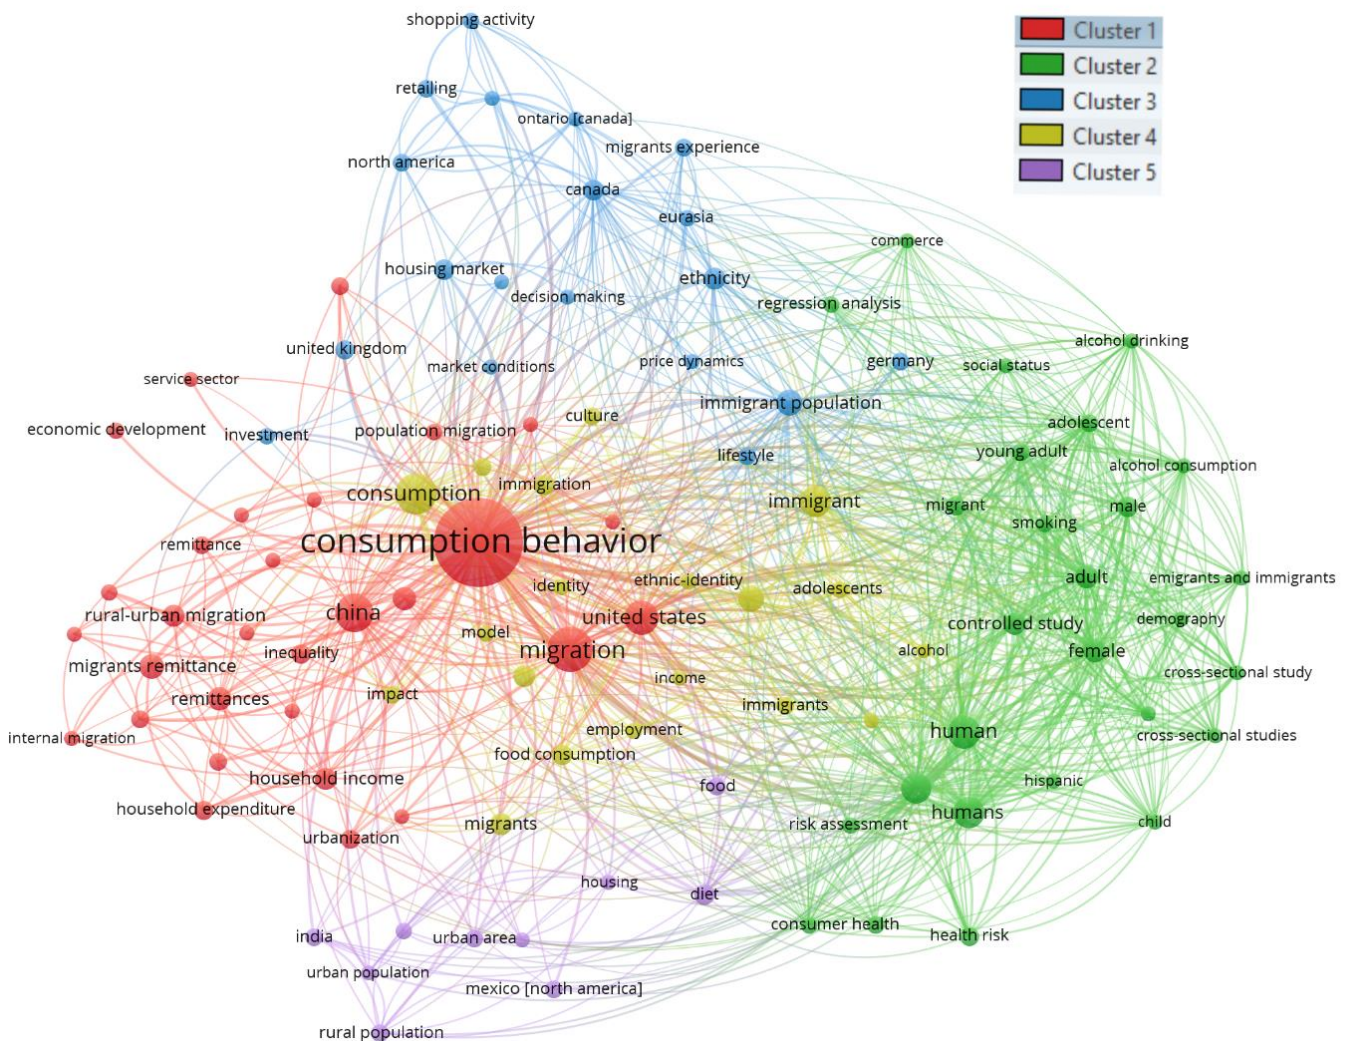 shopping activity
Cluster 1
Cluster 2
Cluster 3
Cluster 4
Cluster 5
retailing
ontario [canada]
migrants experience
north america
canada
eurasia
commerce
housing market
ethnicity
decision making
regression analysis
united kingdom
market conditions
price dynamics
germany
social status
alcohol drinking
service sector
immigrant population
economic development
investment
population migration
culture
adolescent
lifestyle
young adult
alcohol consumption
consumption
immigration
immigrant
migrant
male
smoking
remittance
consumption behavior
identity
ethnic-identity
adolescents
adult
emigrants and immigrants
rural-urban migration
china
united states
controlled study
demography
model
inequality
migration
alcohol
female
migrants remittance
cross-sectional study
remittances
impact
income
immigrants
internal migration
employment
human
cross-sectional studies
food consumption
household income
food
hispanic
household expenditure
humans
migrants
risk assessment
child
urbanization
housing
diet
consumer health
health risk
india
urban area
urban population
mexico [north america]
rural population